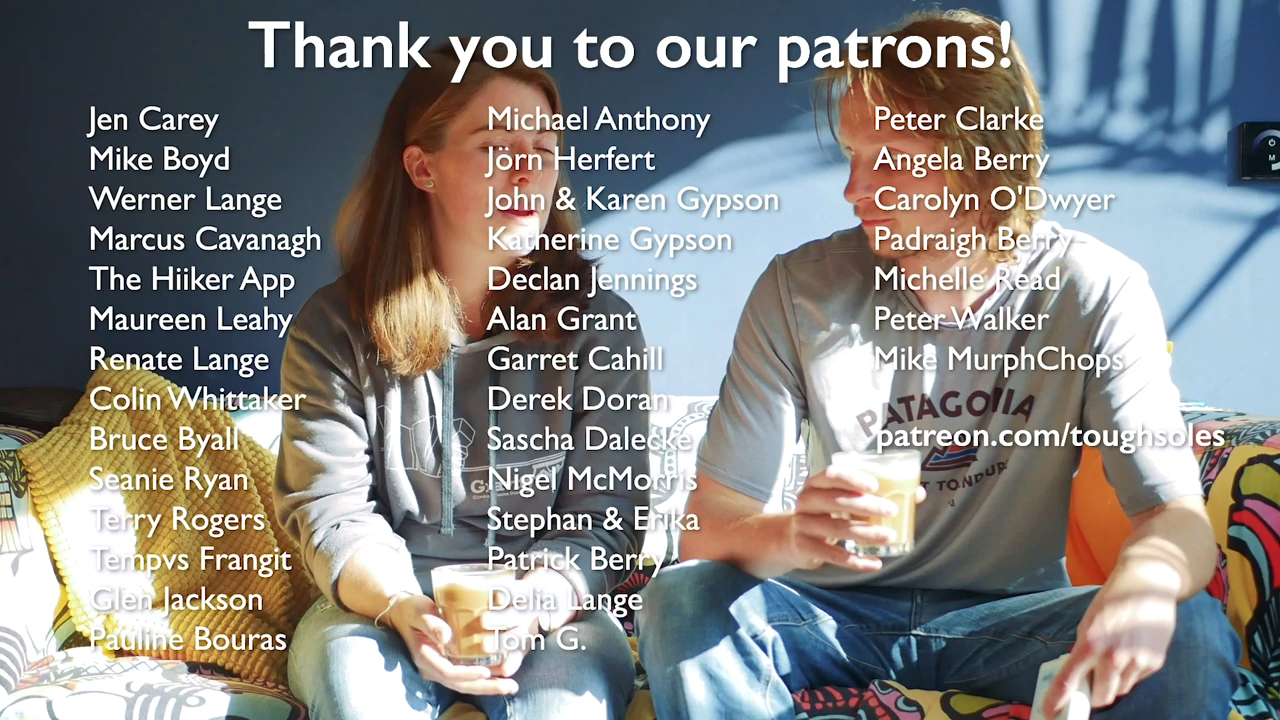 Thank you to our patrons!
Jen Carey
Mike Boyd
Werner Lange
Marcus Cavanagh
The Hiiker App
Maureen Leahy
Renate Lange
Colin Whittaker
Bruce Byall
Seanie Ryan
Terry Rogers
Tempvs Frangit
Glen Jackson
Pauline Bouras
Michael Anthony
Jörn Herfert
John & Karen Gypson
Katherine Gypson
Declan Jennings
Alan Grant
Garret Cahill
Derek Doran
Sascha Dalecke
Nigel McMorris
Stephan & Erika
Patrick Berry
Delia Lange
Tom G.
Peter Clarke
Angela Berry
Carolyn O'Dwyer
Padraigh Berry
Michelle Read
Peter Walker
Mike MurphChops
patreon.com/toughsoles
PATAGONIA